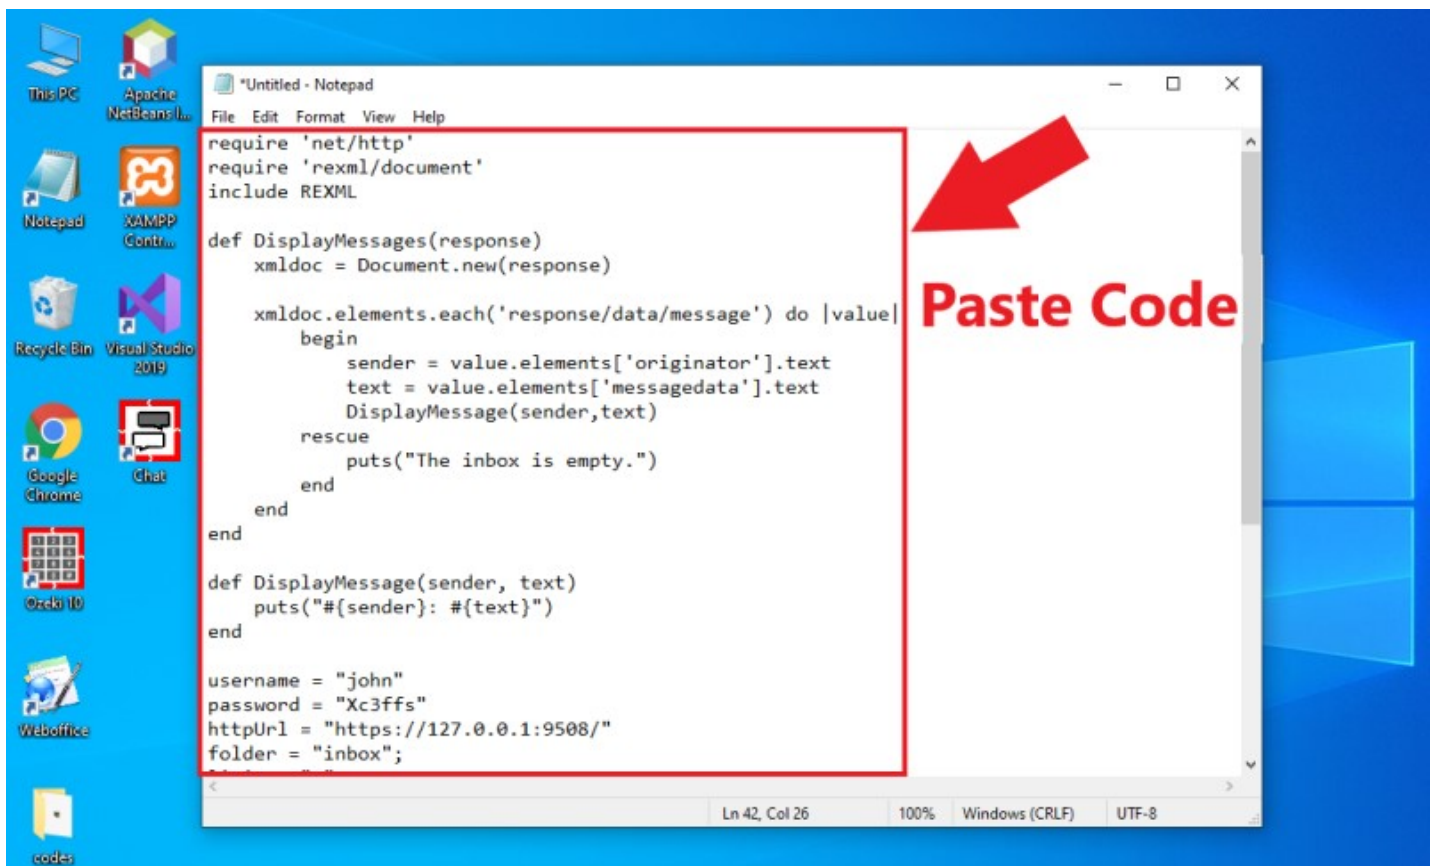 This PC
Apache
NetBeans I...
Notepad
XAMPP
Contr...
Recycle Bin
Visual Studio
2019
Google
Chrome
Chat
Ozeki 10
Weboffice
codes
*Untitled - Notepad
File Edit Format View Help
require 'net/http'
require 'rexml/document'
include REXML
def DisplayMessages(response)
    xmldoc = Document.new(response)
    xmldoc.elements.each('response/data/message') do |value|
        begin
            sender = value.elements['originator'].text
            text = value.elements['messagedata'].text
            DisplayMessage(sender,text)
        rescue
            puts("The inbox is empty.")
        end
    end
end
def DisplayMessage(sender, text)
    puts("#{sender}: #{text}")
end
username = "john"
password = "Xc3ffs"
httpUrl = "https://127.0.0.1:9508/"
folder = "inbox";
Paste Code
Ln 42, Col 26 100% Windows (CRLF) UTF-8